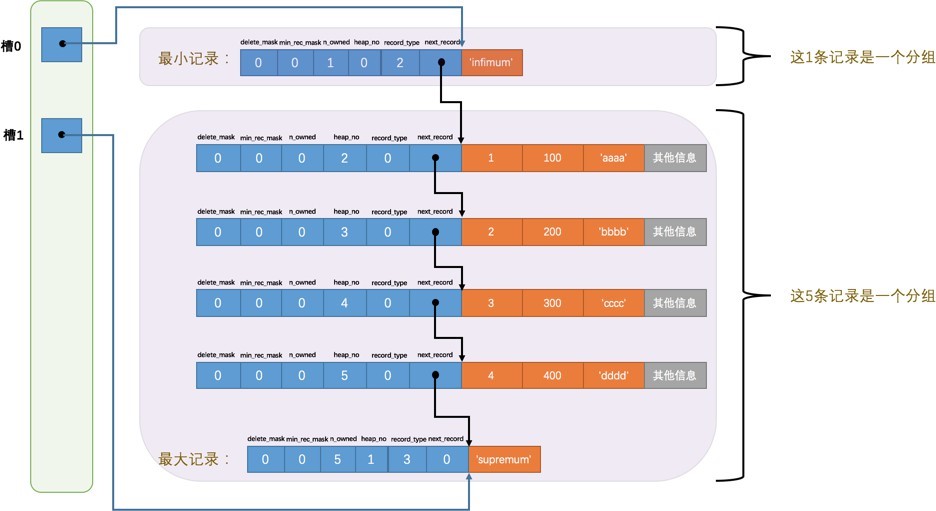 槽0
delete_mask min_rec_mask n_owned heap_no record_type next_record
最小记录： 0 0 1 0 2 'infimum'
这1条记录是一个分组
槽1
delete_mask min_rec_mask n_owned heap_no record_type next_record
0 0 0 2 0 1 100 'aaaa' 其他信息
delete_mask min_rec_mask n_owned heap_no record_type next_record
0 0 0 3 0 2 200 'bbbb' 其他信息
delete_mask min_rec_mask n_owned heap_no record_type next_record
0 0 0 4 0 3 300 'cccc' 其他信息
这5条记录是一个分组
delete_mask min_rec_mask n_owned heap_no record_type next_record
0 0 0 5 0 4 400 'dddd' 其他信息
delete_mask min_rec_mask n_owned heap_no record_type next_record
最大记录： 0 0 5 1 3 0 'supremum'